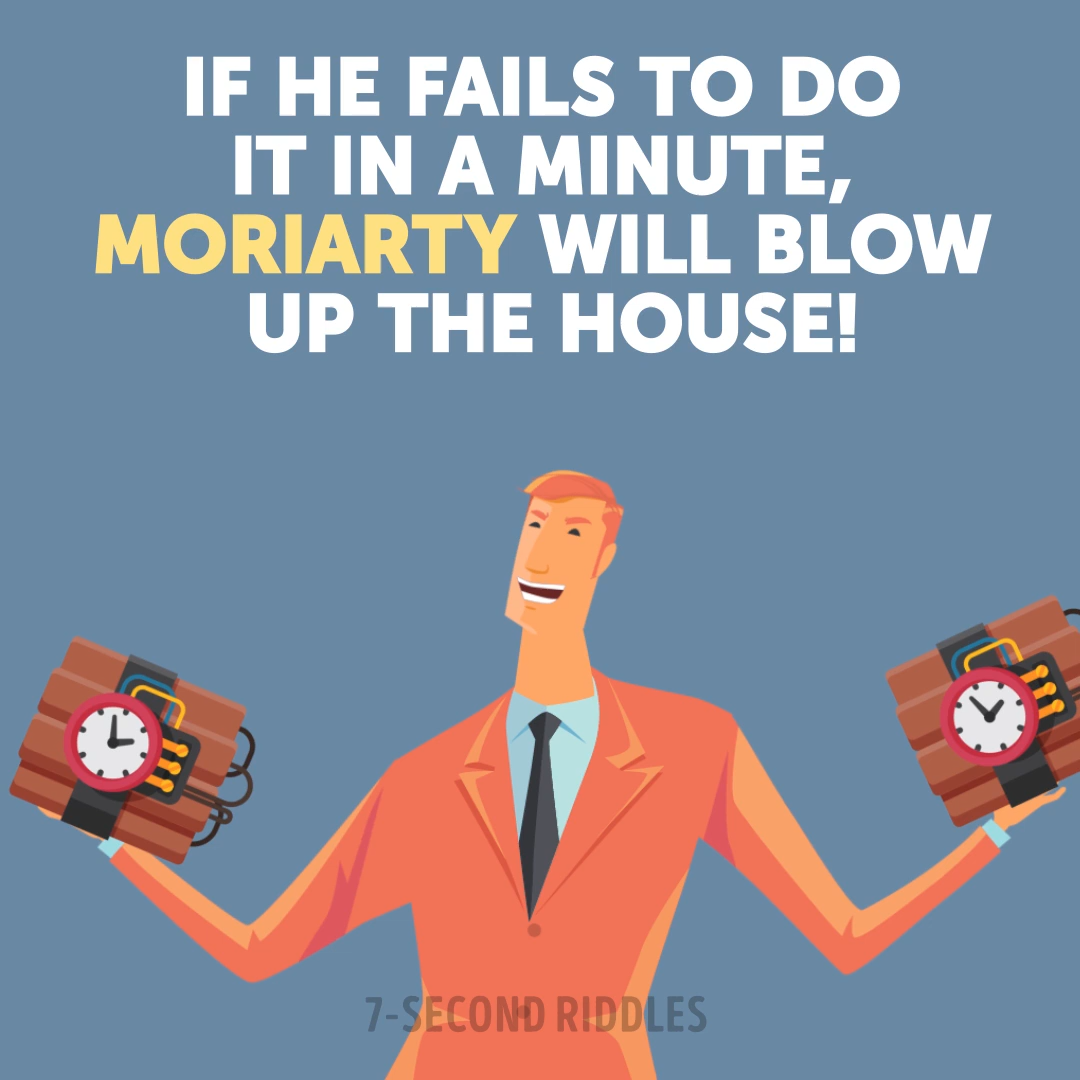 IF HE FAILS TO DO
IT IN A MINUTE,
MORIARTY WILL BLOW
UP THE HOUSE!
7-SECOND RIDDLES